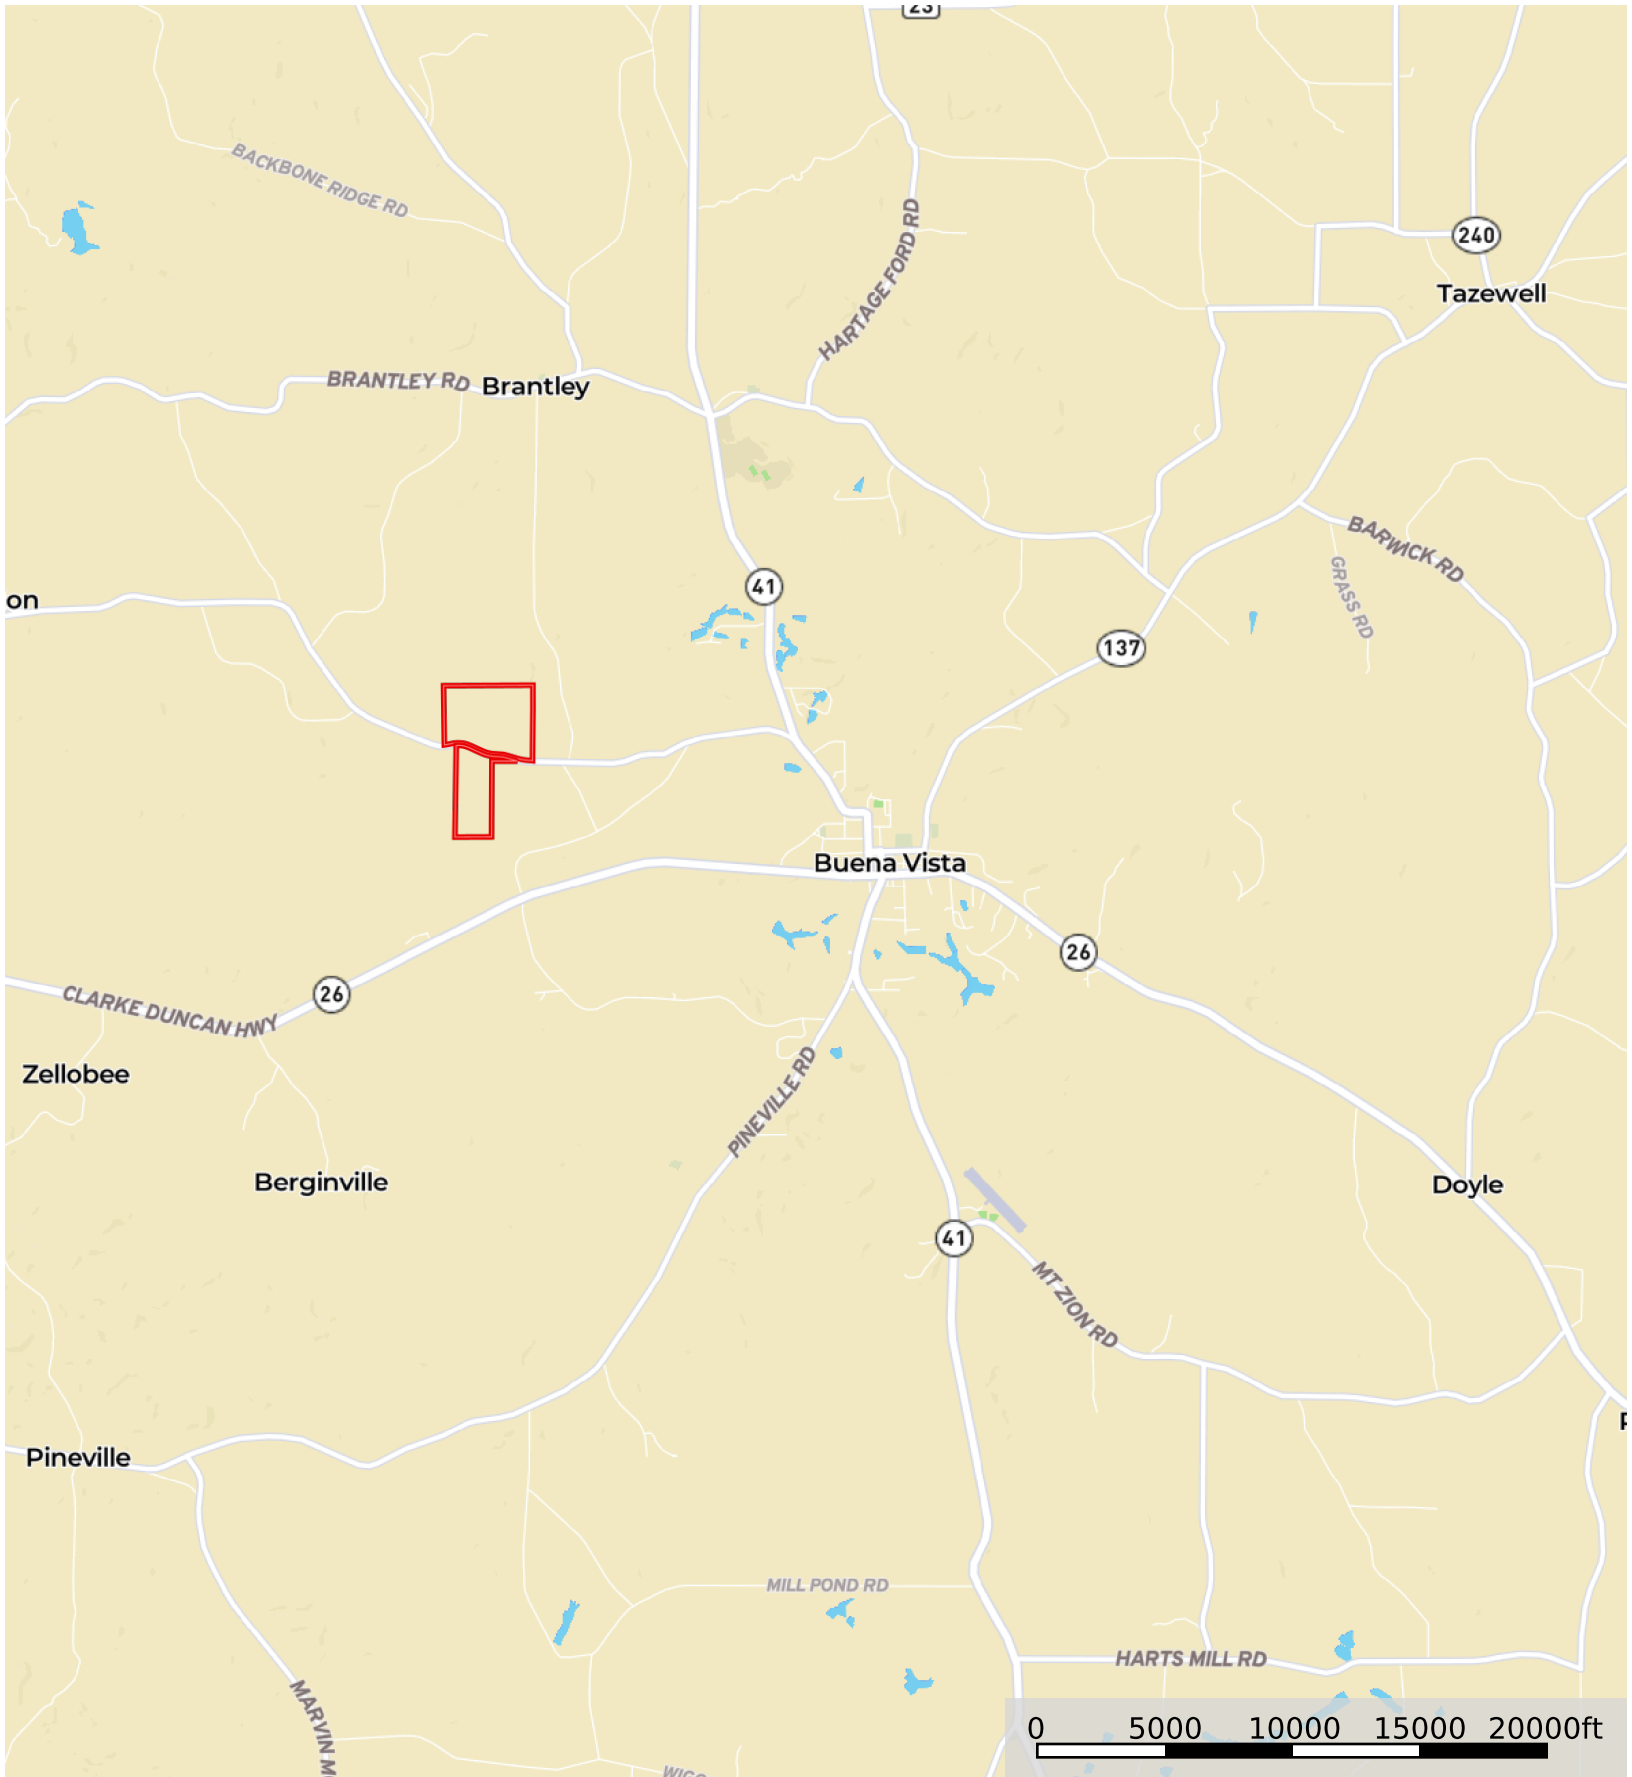 23
BACKBONE RIDGE RD
HARTAGE FORD RD
240
Tazewell
BRANTLEY RD
Brantley
41
BARWICK RD
GRASS RD
on
137
Buena Vista
26
26
CLARKE DUNCAN HWY
Zellobee
PINEVILLE RD
Berginville
Doyle
41
MT ZION RD
Pineville
MILL POND RD
HARTS MILL RD
MARVIN M
0 5000 10000 15000 20000ft